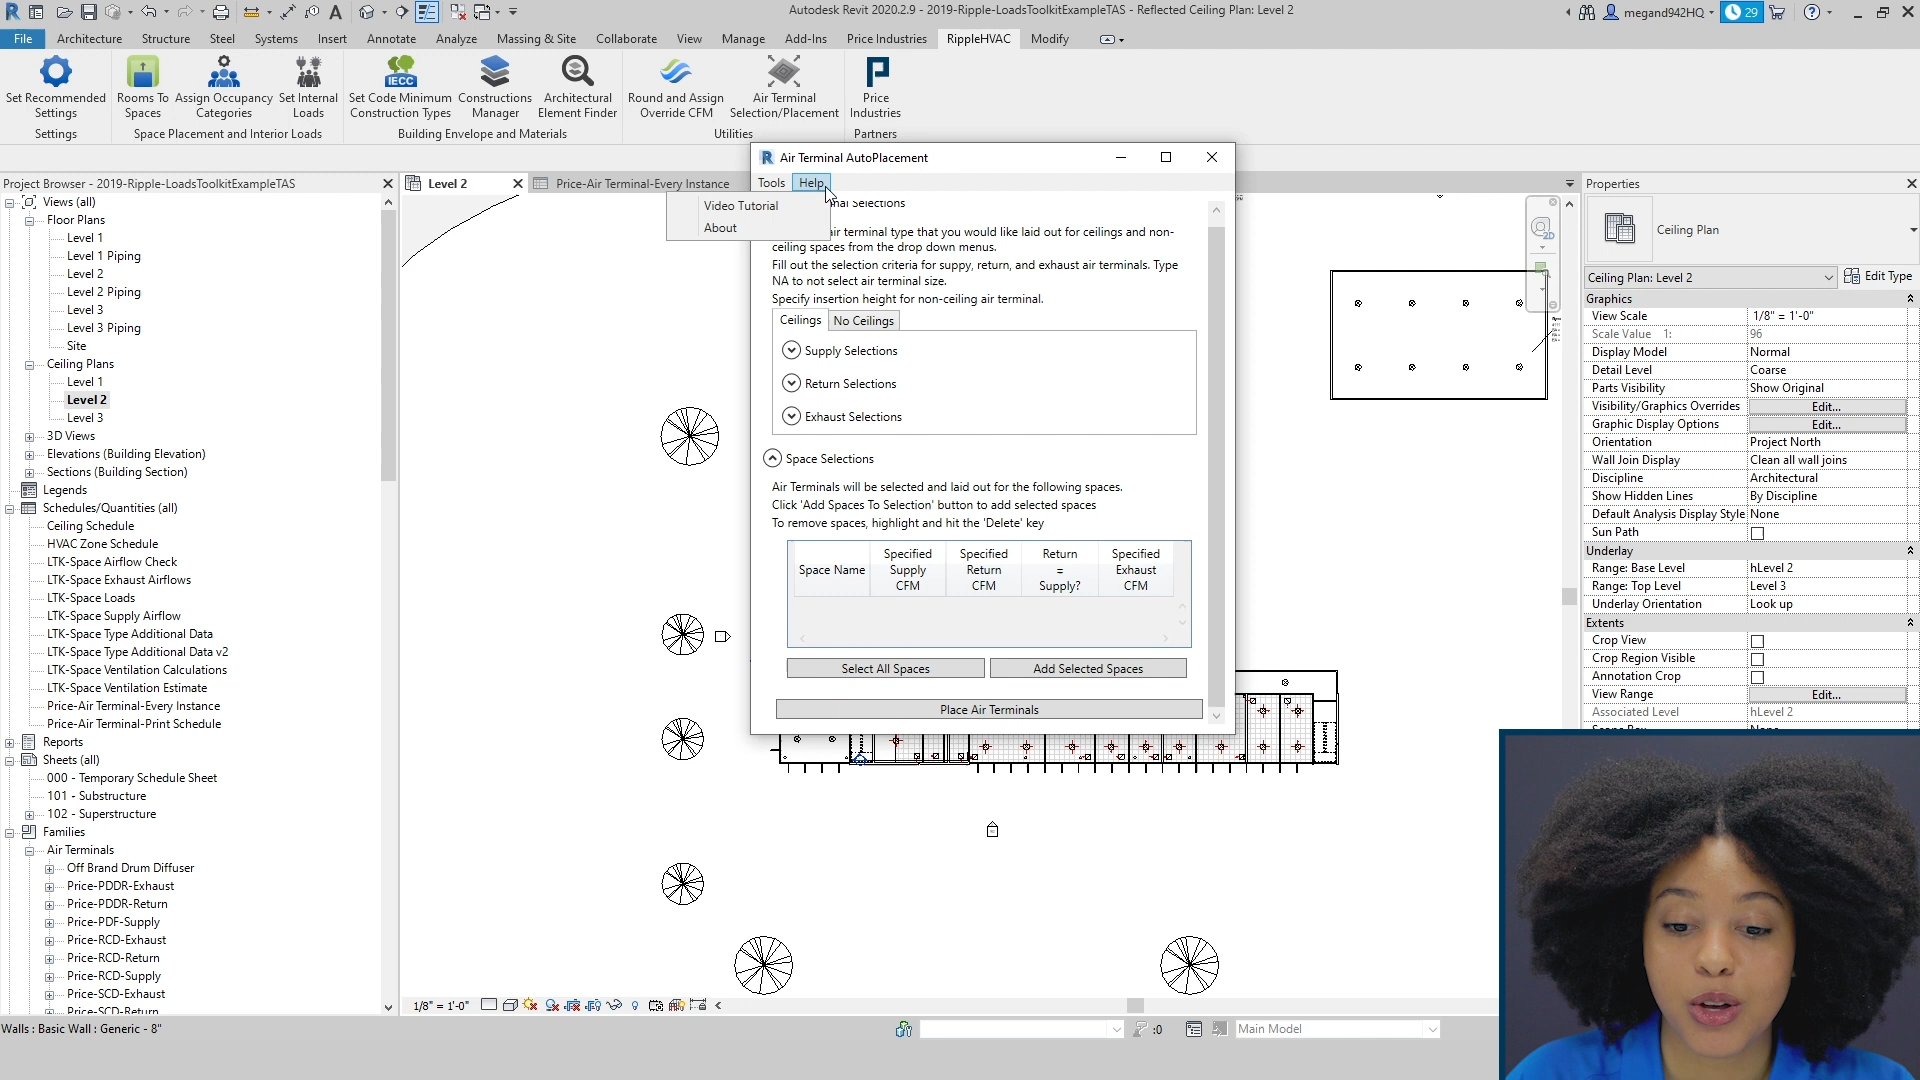 Autodesk Revit 2020.2.9 - 2019-Ripple-LoadsToolkitExampleTAS - Reflected Ceiling Plan: Level 2
megand942HQ
29
File Architecture Structure Steel Systems Insert Annotate Analyze Massing & Site Collaborate View Manage Add-Ins Price Industries RippleHVAC Modify
IECC
Set Recommended Settings
Rooms To Spaces
Assign Occupancy Categories
Set Internal Loads
Set Code Minimum Construction Types
Constructions Manager
Architectural Element Finder
Round and Assign Override CFM
Air Terminal Selection/Placement
Price Industries
Settings
Space Placement and Interior Loads
Building Envelope and Materials
Utilities
Partners
Project Browser - 2019-Ripple-LoadsToolkitExampleTAS
Views (all)
Floor Plans
Level 1
Level 1 Piping
Level 2
Level 2 Piping
Level 3
Level 3 Piping
Site
Ceiling Plans
Level 1
Level 2
Level 3
3D Views
Elevations (Building Elevation)
Sections (Building Section)
Legends
Schedules/Quantities (all)
Ceiling Schedule
HVAC Zone Schedule
LTK-Space Airflow Check
LTK-Space Exhaust Airflows
LTK-Space Loads
LTK-Space Supply Airflow
LTK-Space Type Additional Data
LTK-Space Type Additional Data v2
LTK-Space Ventilation Calculations
LTK-Space Ventilation Estimate
Price-Air Terminal-Every Instance
Price-Air Terminal-Print Schedule
Reports
Sheets (all)
000 - Temporary Schedule Sheet
101 - Substructure
102 - Superstructure
Families
Air Terminals
Off Brand Drum Diffuser
Price-PDDR-Exhaust
Price-PDDR-Return
Price-PDF-Supply
Price-RCD-Exhaust
Price-RCD-Return
Price-RCD-Supply
Price-SCD-Exhaust
Price-SCD-Return
Level 2
Price-Air Terminal-Every Instance
Air Terminal AutoPlacement
Tools Help
Video Tutorial
About
nal Selections
air terminal type that you would like laid out for ceilings and non-
ceiling spaces from the drop down menus.
Fill out the selection criteria for suppy, return, and exhaust air terminals. Type
NA to not select air terminal size.
Specify insertion height for non-ceiling air terminal.
Ceilings No Ceilings
Supply Selections
Return Selections
Exhaust Selections
Space Selections
Air Terminals will be selected and laid out for the following spaces.
Click 'Add Spaces To Selection' button to add selected spaces
To remove spaces, highlight and hit the 'Delete' key
Space Name
Specified Supply CFM
Specified Return CFM
Return = Supply?
Specified Exhaust CFM
Select All Spaces
Add Selected Spaces
Place Air Terminals
2D
Properties
Ceiling Plan
Ceiling Plan: Level 2
Edit Type
Graphics
View Scale 1/8" = 1'-0"
Scale Value 1: 96
Display Model Normal
Detail Level Coarse
Parts Visibility Show Original
Visibility/Graphics Overrides Edit...
Graphic Display Options Edit...
Orientation Project North
Wall Join Display Clean all wall joins
Discipline Architectural
Show Hidden Lines By Discipline
Default Analysis Display Style None
Sun Path
Underlay
Range: Base Level hLevel 2
Range: Top Level Level 3
Underlay Orientation Look up
Extents
Crop View
Crop Region Visible
Annotation Crop
View Range Edit...
Associated Level hLevel 2
1/8" = 1'-0"
Walls : Basic Wall : Generic - 8"
:0
Main Model